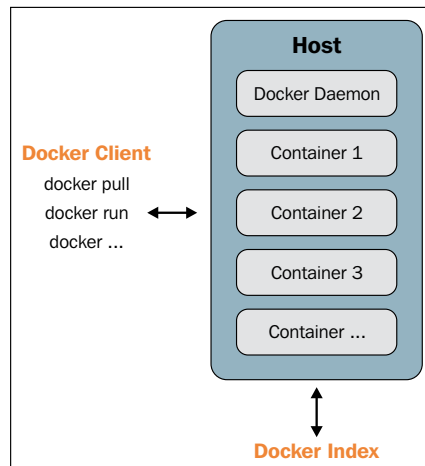 Host
Docker Daemon
Docker Client
Container 1
docker pull
docker run
Container 2
docker ...
Container 3
Container ...
Docker Index